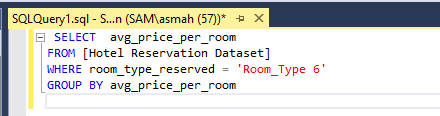 SQLQuery1.sql - S...n (SAM\asmah (57))*
SELECT avg_price_per_room
FROM [Hotel Reservation Dataset]
WHERE room_type_reserved = 'Room_Type 6'
GROUP BY avg_price_per_room